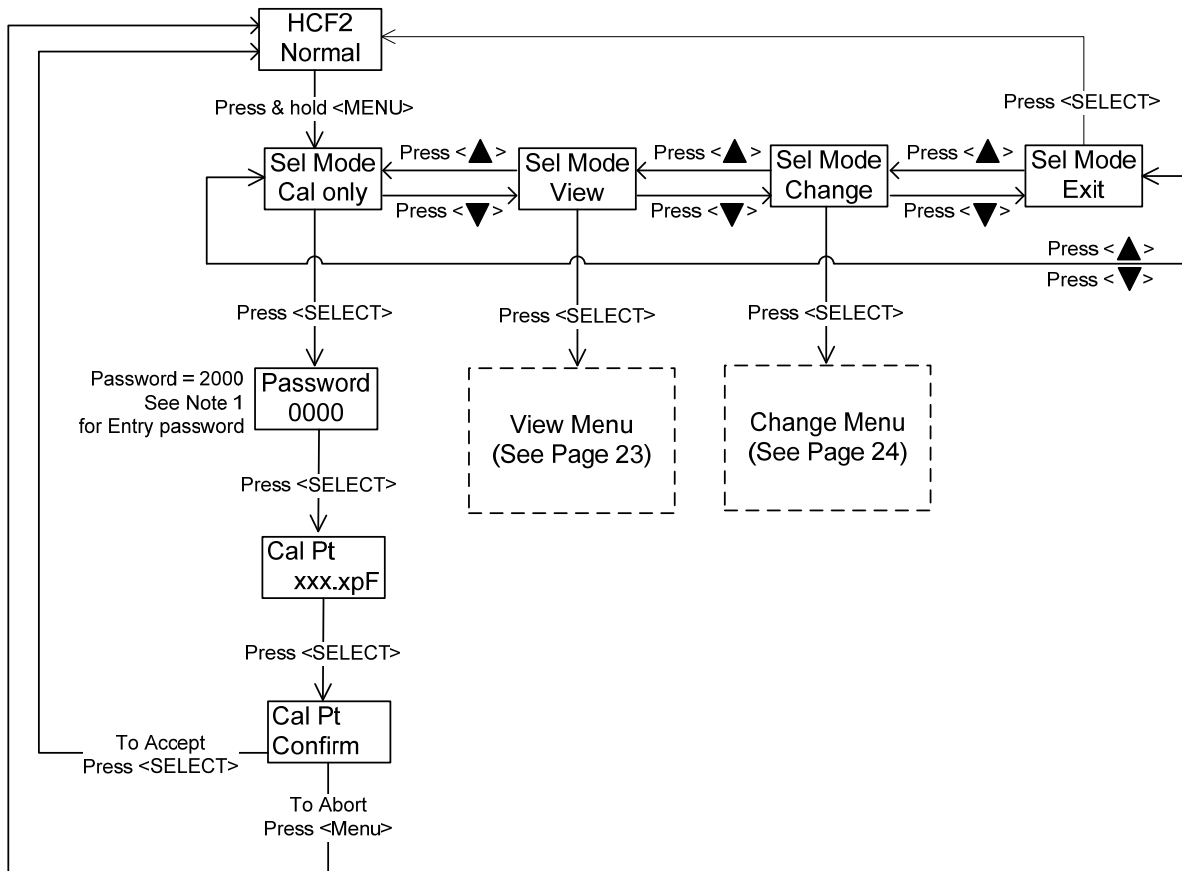 HCF2
Normal
Press & hold <MENU>
Press <SELECT>
Sel Mode
Cal only
Press <▲>
Press <▼>
Sel Mode
View
Press <▲>
Press <▼>
Sel Mode
Change
Press <▲>
Press <▼>
Sel Mode
Exit
Press <▲>
Press <▼>
Press <SELECT>
Press <SELECT>
Press <SELECT>
Password = 2000
See Note 1
for Entry password
Password
0000
View Menu
(See Page 23)
Change Menu
(See Page 24)
Press <SELECT>
Cal Pt
xxx.xpF
Press <SELECT>
Cal Pt
Confirm
To Accept
Press <SELECT>
To Abort
Press <Menu>